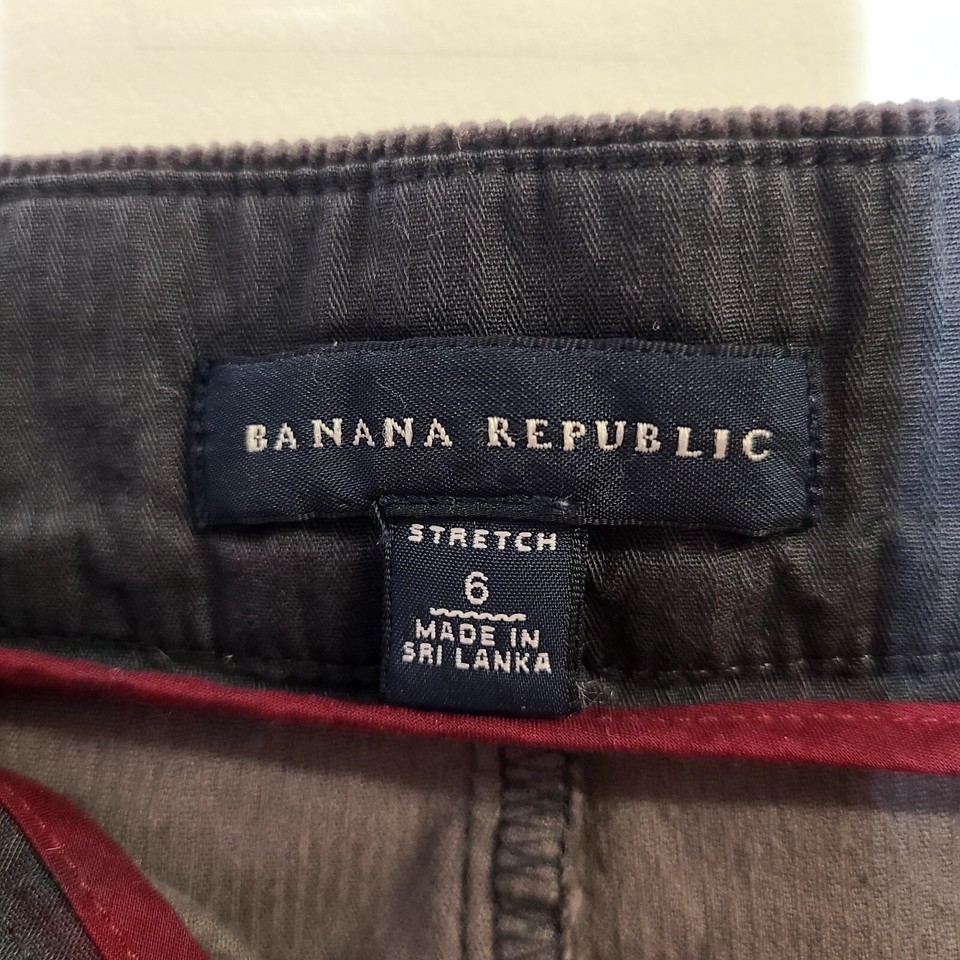 BANANA REPUBLIC
STRETCH
6
MADE IN
SRI LANKA